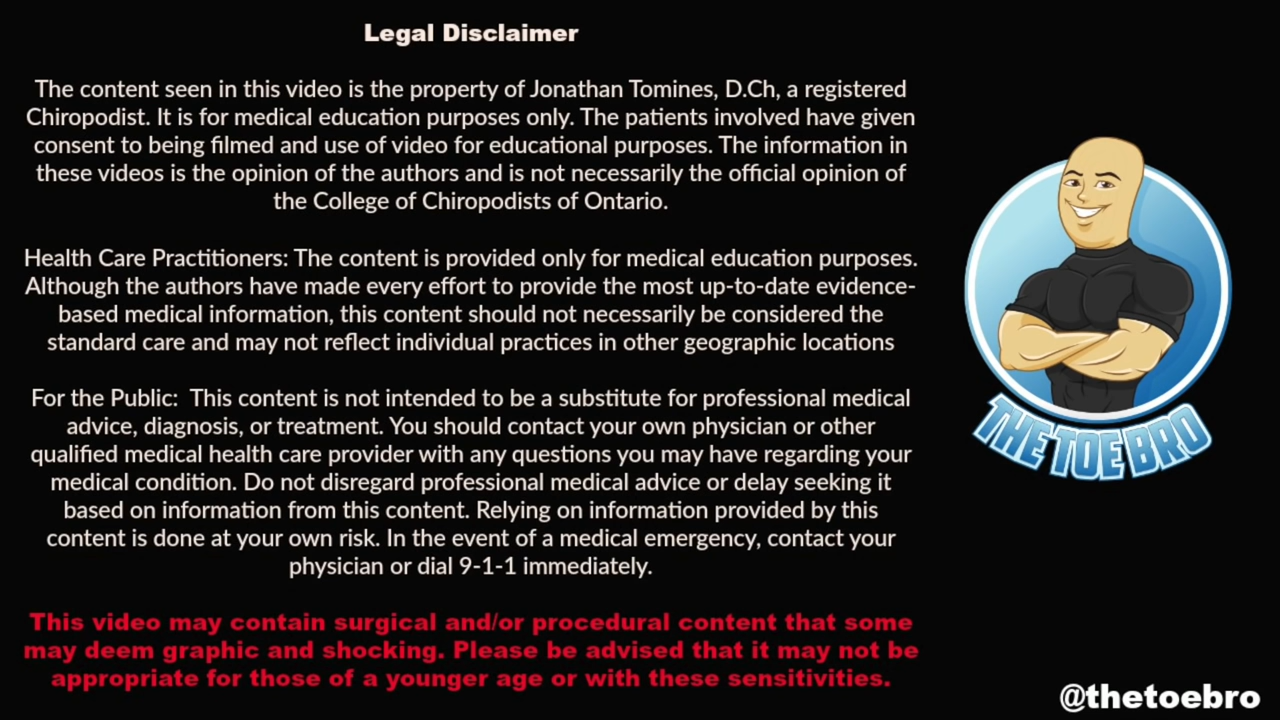 Legal Disclaimer
The content seen in this video is the property of Jonathan Tomines, D.Ch, a registered
Chiropodist. It is for medical education purposes only. The patients involved have given
consent to being filmed and use of video for educational purposes. The information in
these videos is the opinion of the authors and is not necessarily the official opinion of
the College of Chiropodists of Ontario.
Health Care Practitioners: The content is provided only for medical education purposes.
Although the authors have made every effort to provide the most up-to-date evidence-
based medical information, this content should not necessarily be considered the
standard care and may not reflect individual practices in other geographic locations
For the Public:  This content is not intended to be a substitute for professional medical
advice, diagnosis, or treatment. You should contact your own physician or other
qualified medical health care provider with any questions you may have regarding your
medical condition. Do not disregard professional medical advice or delay seeking it
based on information from this content. Relying on information provided by this
content is done at your own risk. In the event of a medical emergency, contact your
physician or dial 9-1-1 immediately.
This video may contain surgical and/or procedural content that some
may deem graphic and shocking. Please be advised that it may not be
appropriate for those of a younger age or with these sensitivities.
THE TOE BRO
@thetoebro